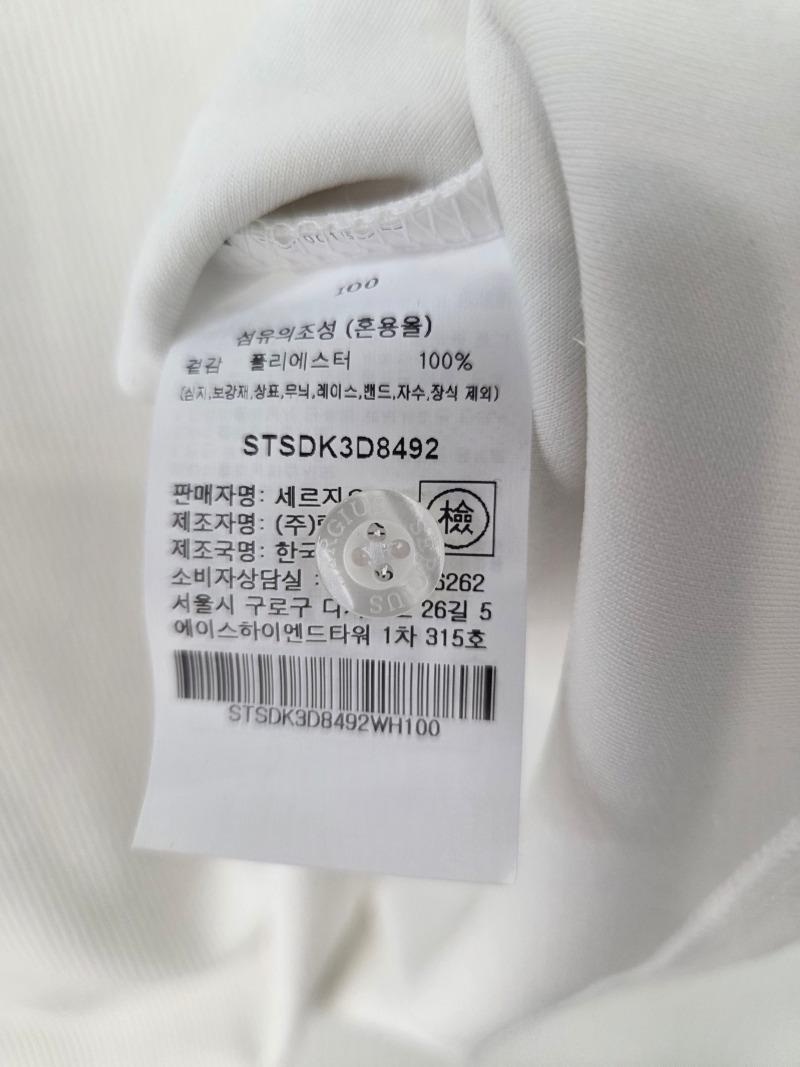 100
섬유의조성 (혼용율)
겉감 폴리에스터 100%
(심지,보강재,상표,무늬,레이스,밴드,자수,장식 제외)
STSDK3D8492
판매자명: 세르지오
제조자명: (주)
檢
제조국명: 한국
소비자상담실 : 6262
서울시 구로구 26길 5
에이스하이엔드타워 1차 315호
STSDK3D8492WH100